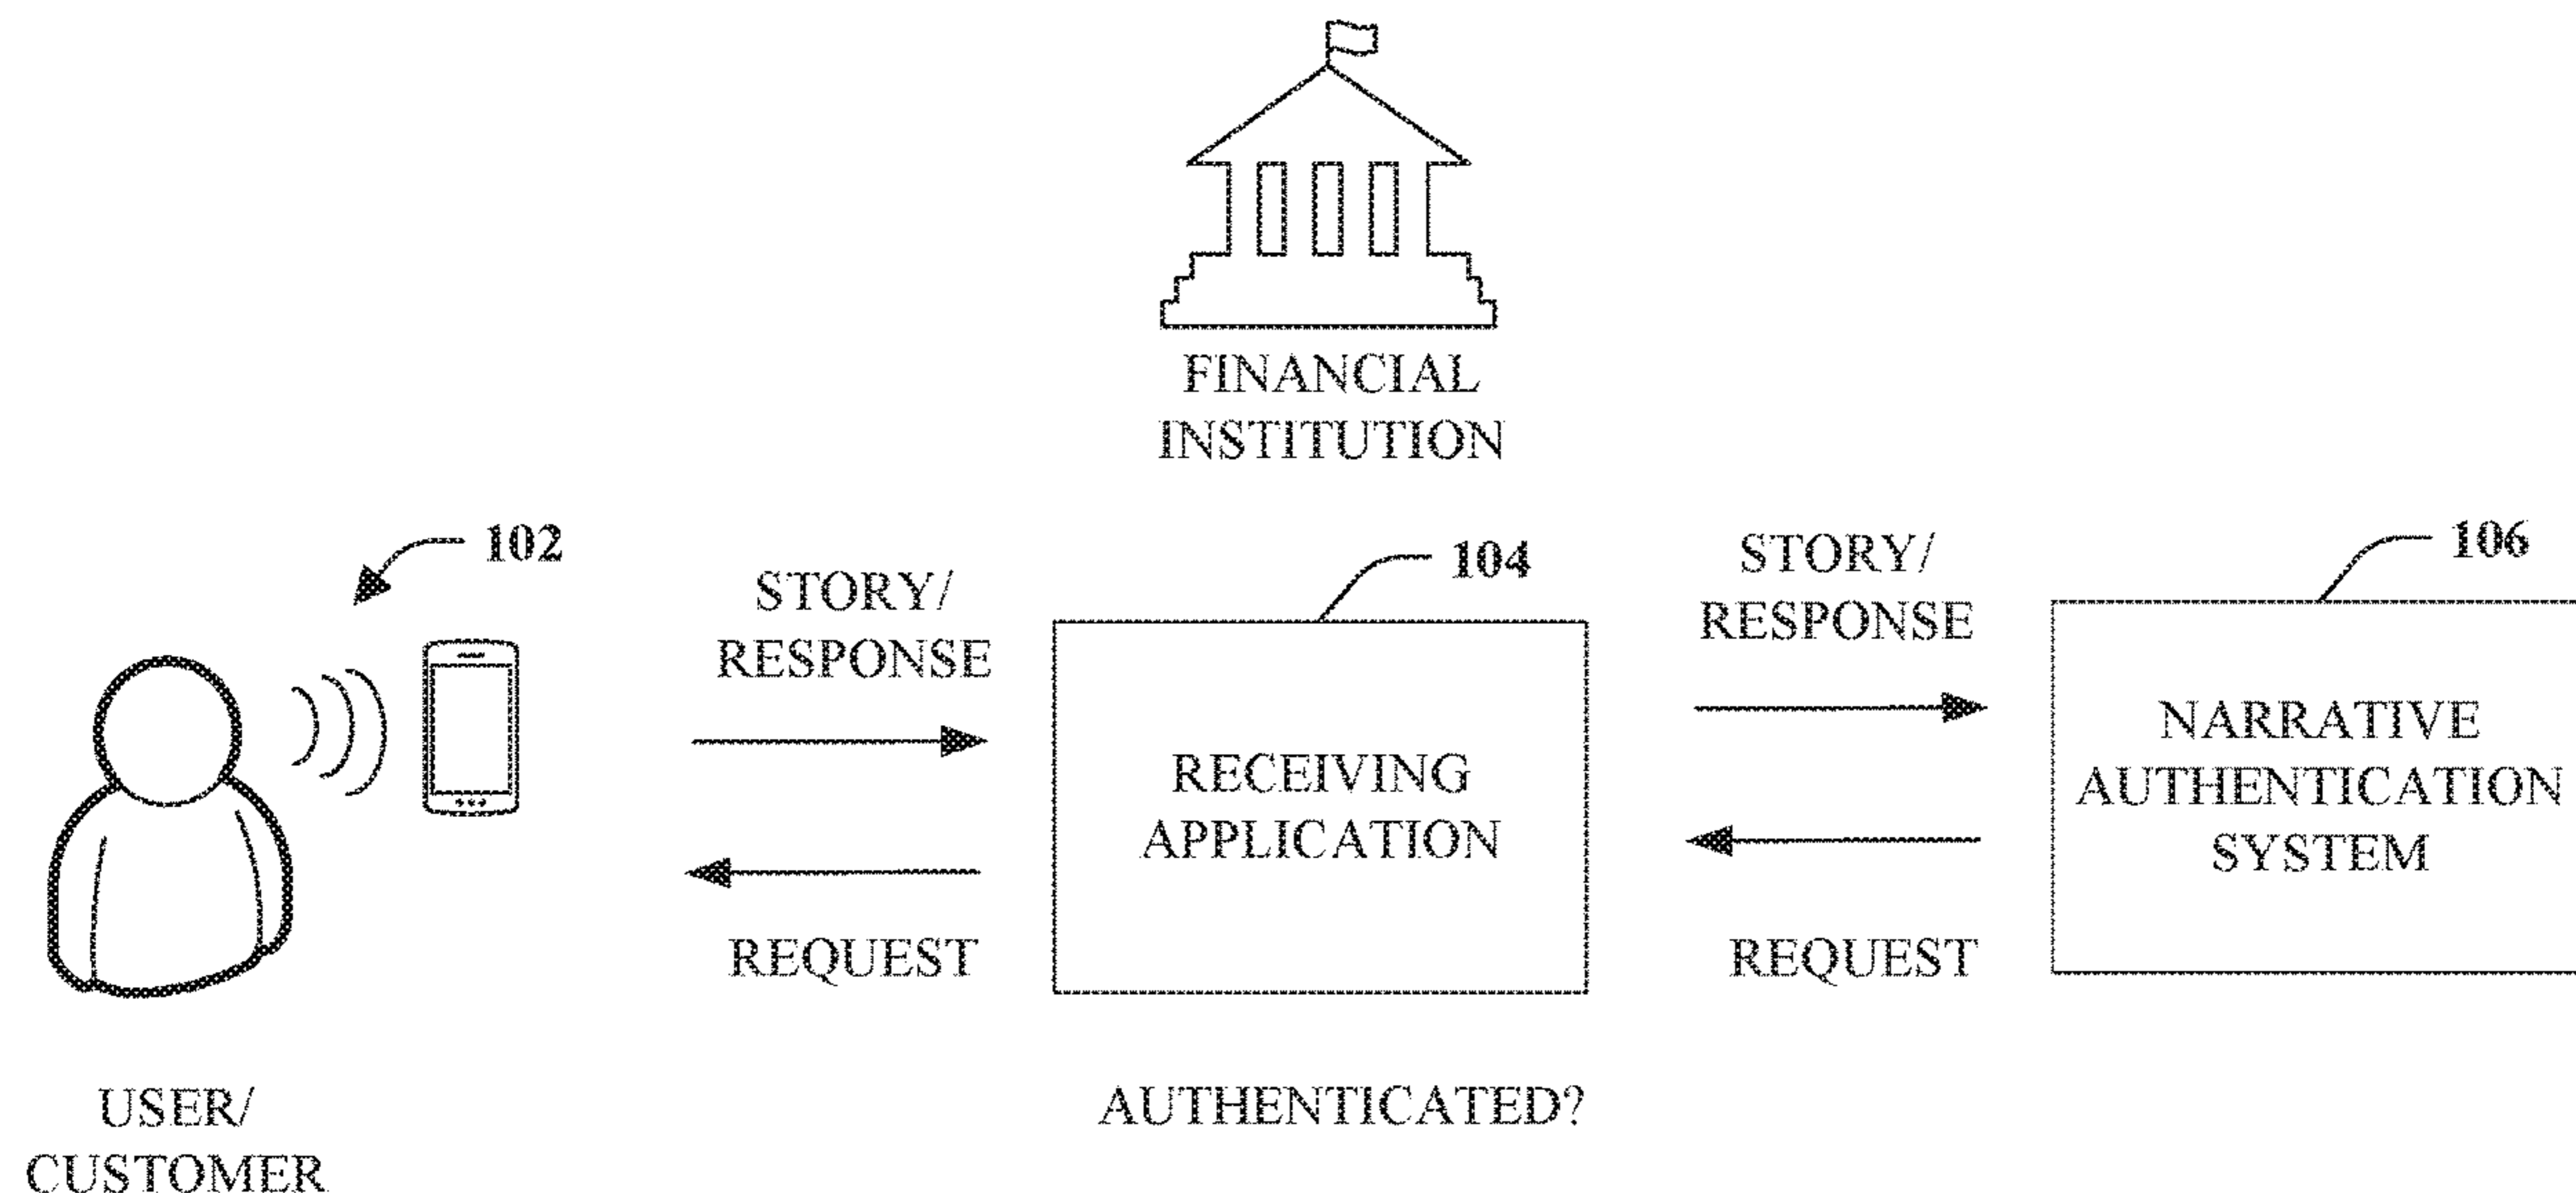 FINANCIAL
INSTITUTION
102
STORY/
RESPONSE
104
STORY/
RESPONSE
106
RECEIVING
APPLICATION
NARRATIVE
AUTHENTICATION
SYSTEM
REQUEST
REQUEST
USER/
CUSTOMER
AUTHENTICATED?